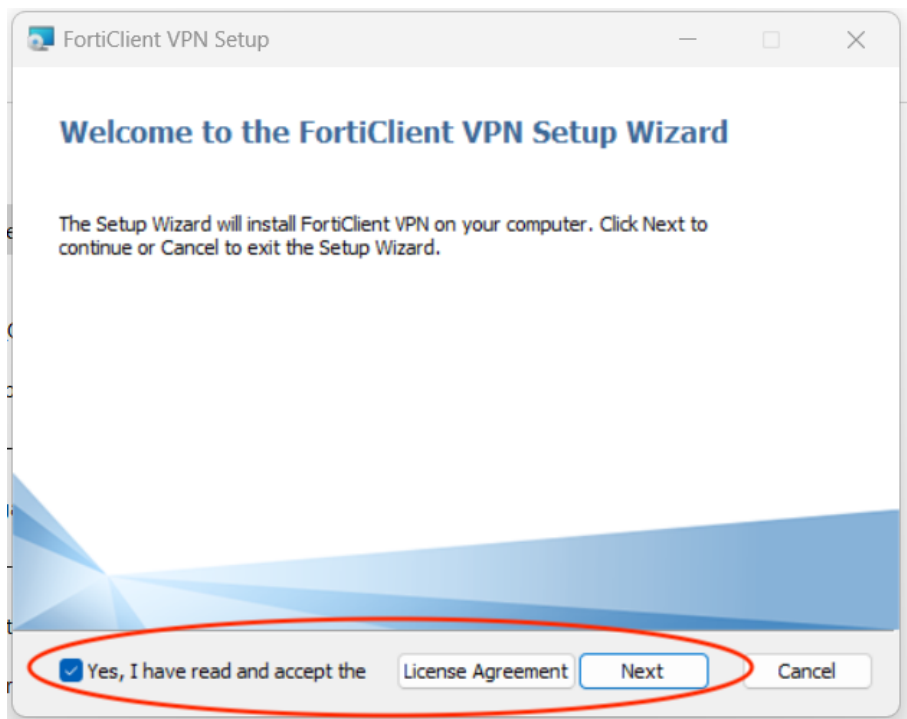 FortiClient VPN Setup
Welcome to the FortiClient VPN Setup Wizard
The Setup Wizard will install FortiClient VPN on your computer. Click Next to
continue or Cancel to exit the Setup Wizard.
Yes, I have read and accept the License Agreement Next Cancel